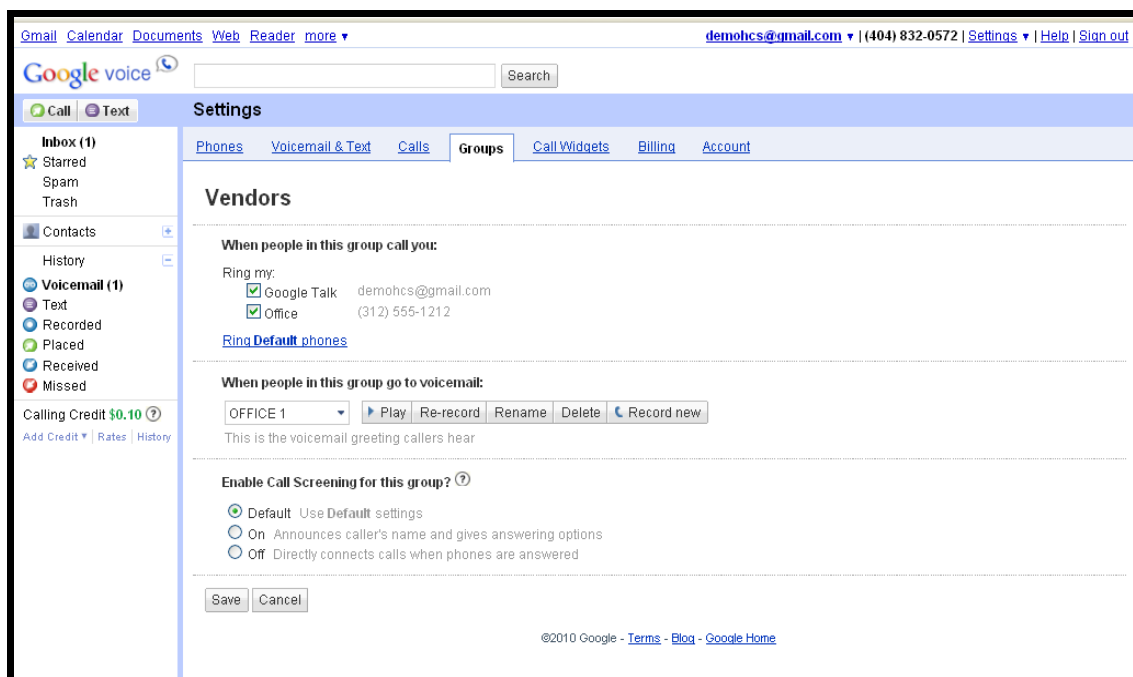 Gmail Calendar Documents Web Reader more ▼ demohcs@gmail.com ▼ | (404) 832-0572 | Settings ▼ | Help | Sign out
Google voice Search
Call Text Settings
Phones Voicemail & Text Calls Groups Call Widgets Billing Account
Inbox (1)
Starred
Spam
Trash
Contacts
History
Voicemail (1)
Text
Recorded
Placed
Received
Missed
Calling Credit $0.10 ?
Add Credit ▼ | Rates | History
Vendors
When people in this group call you:
Ring my:
Google Talk demohcs@gmail.com
Office (312) 555-1212
Ring Default phones
When people in this group go to voicemail:
OFFICE 1 Play Re-record Rename Delete Record new
This is the voicemail greeting callers hear
Enable Call Screening for this group? ?
Default Use Default settings
On Announces caller's name and gives answering options
Off Directly connects calls when phones are answered
Save Cancel
©2010 Google - Terms - Blog - Google Home